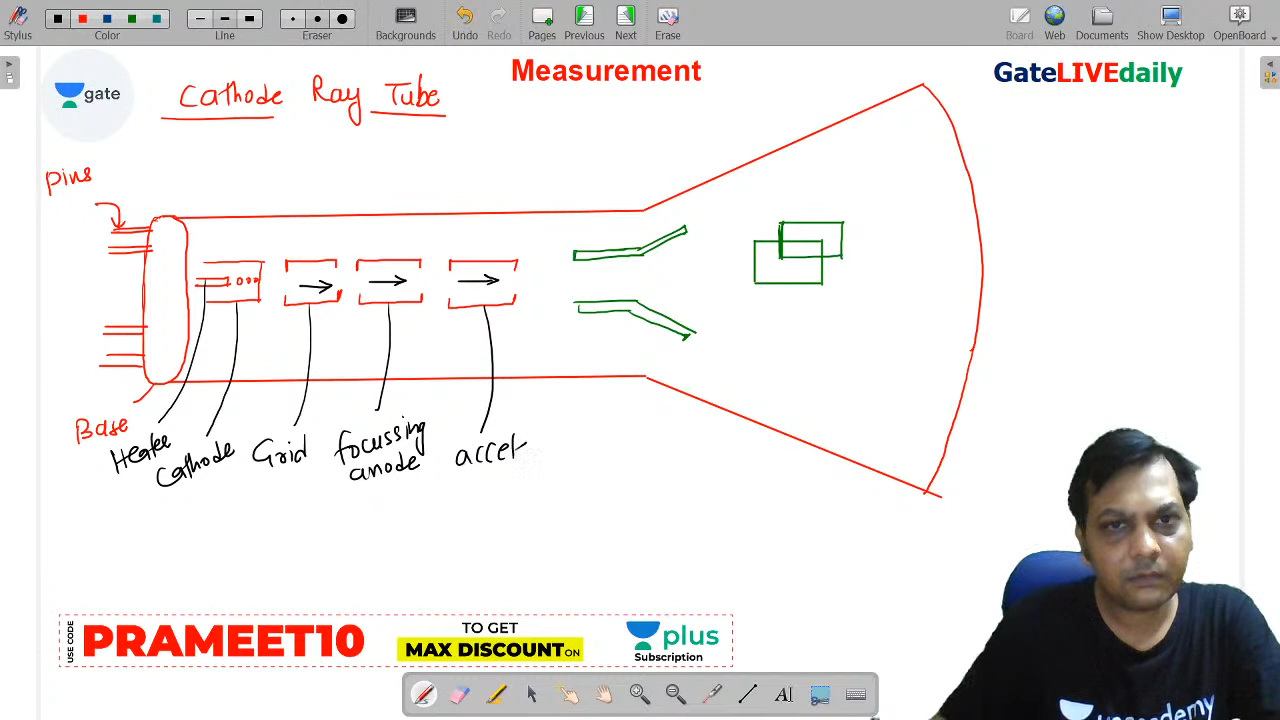 Stylus
Color
Line
Eraser
Backgrounds
Undo
Redo
Pages
Previous
Next
Erase
Board
Web
Documents
Show Desktop
OpenBoard
gate
Cathode Ray Tube
Measurement
GateLIVEdaily
pins
Base
Heate
Cathode
Grid
focussing
anode
accel
USE CODE
PRAMEET10
TO GET
MAX DISCOUNT ON
plus
Subscription